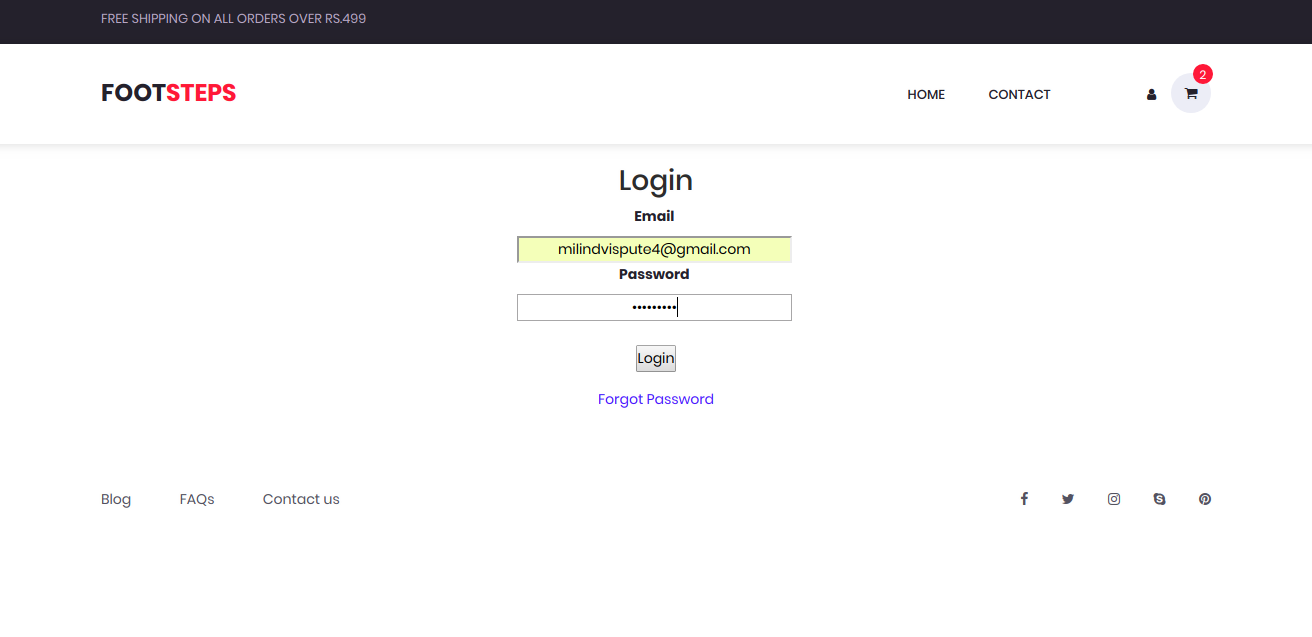 FREE SHIPPING ON ALL ORDERS OVER RS.499
FOOTSTEPS
HOME CONTACT 2
Login
Email
milindvispute4@gmail.com
Password
•••••••••
Login
Forgot Password
Blog FAQs Contact us